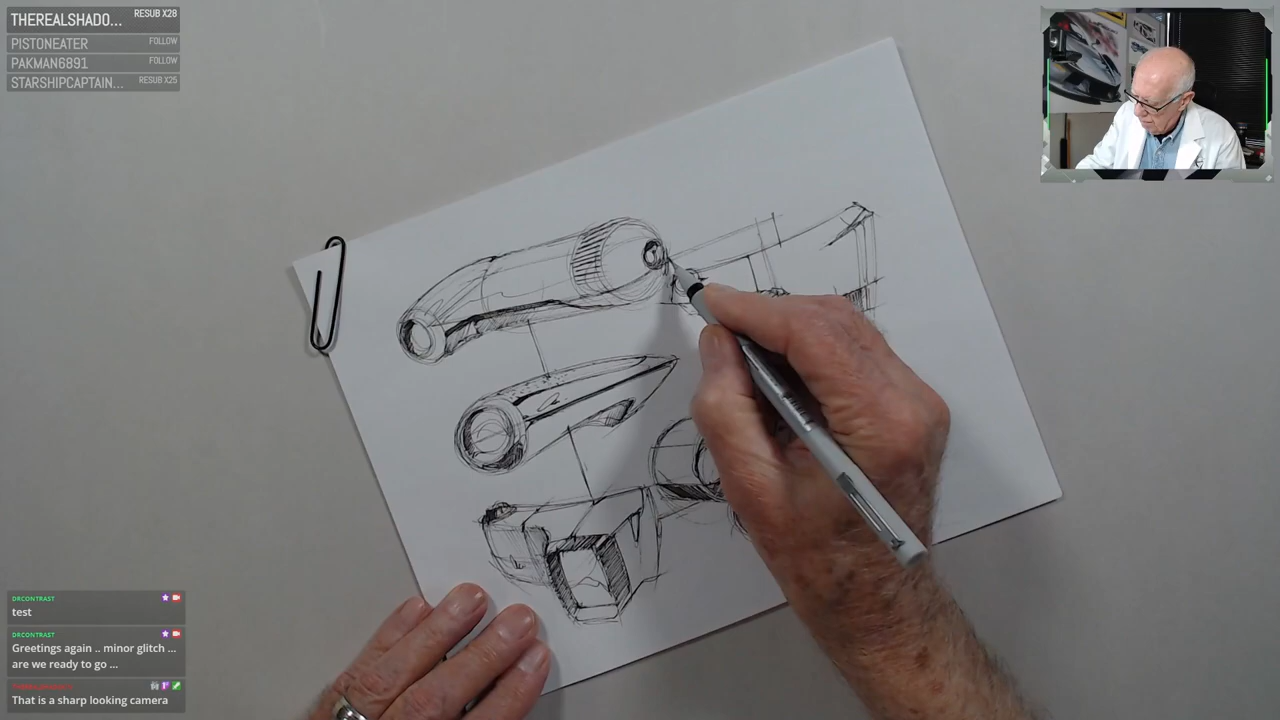 THEREALSHADO... RESUB X28
PISTONEATER FOLLOW
PAKMAN6891 FOLLOW
STARSHIPCAPTAIN... RESUB X25
DRCONTRAST
test
DRCONTRAST
Greetings again .. minor glitch ...
are we ready to go ...
That is a sharp looking camera